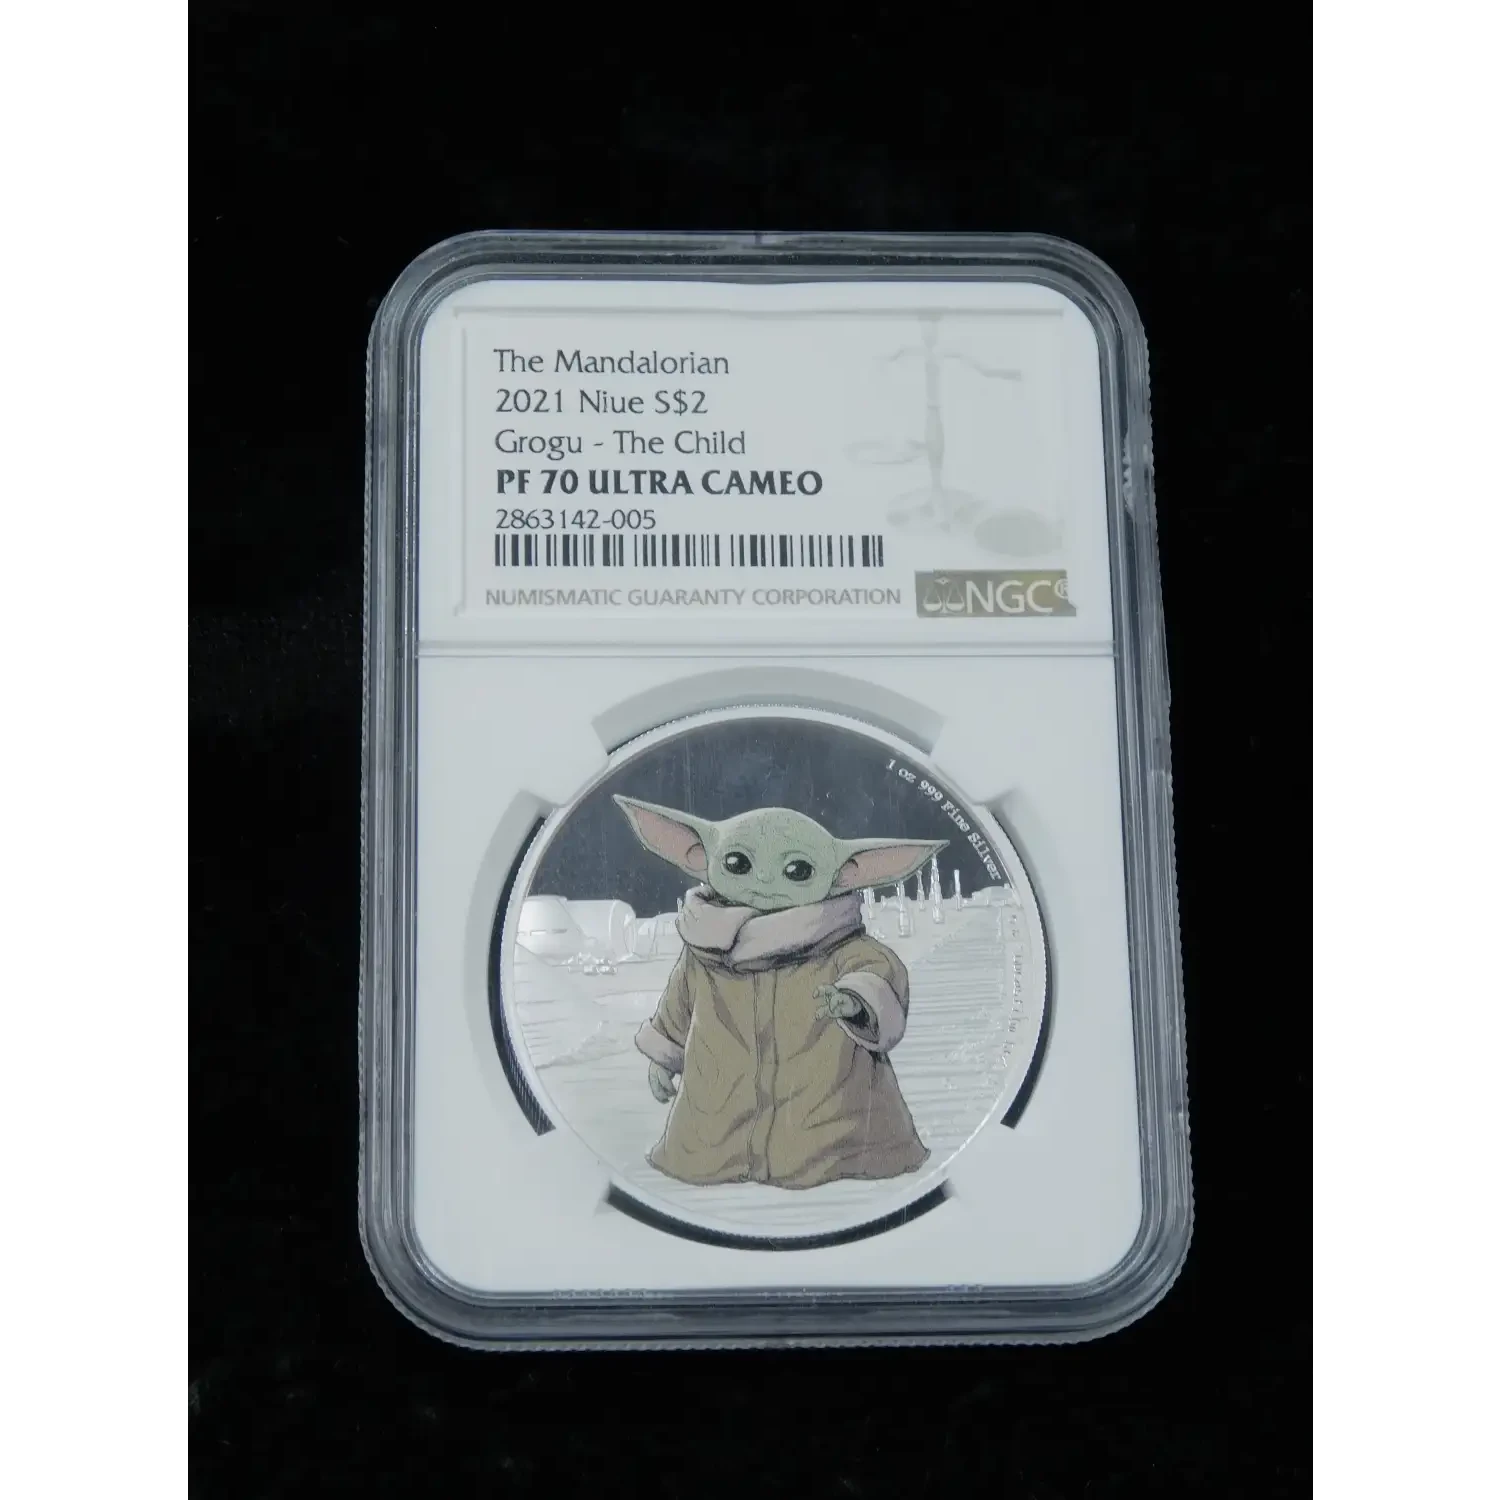 The Mandalorian
2021 Niue S$2
Grogu - The Child
PF 70 ULTRA CAMEO
2863142-005
NUMISMATIC GUARANTY CORPORATION
NGC®
1 oz 999 Fine Silver